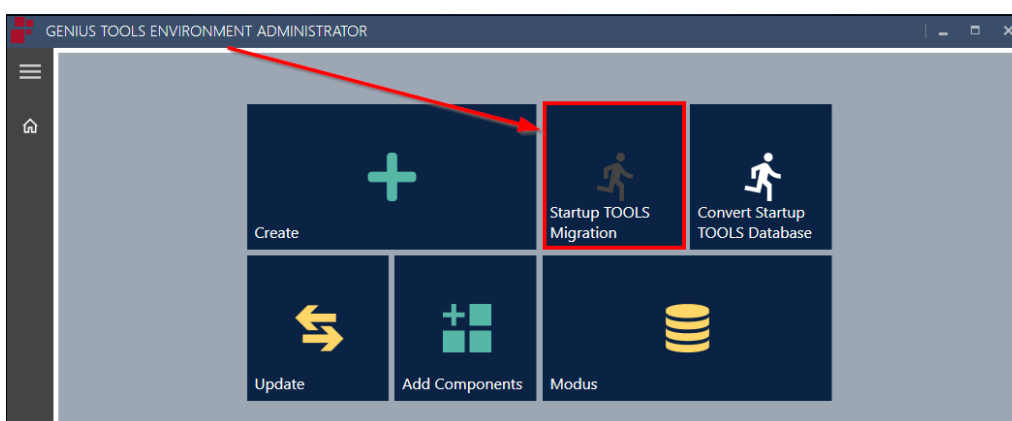 GENIUS TOOLS ENVIRONMENT ADMINISTRATOR
Create
Startup TOOLS
Migration
Convert Startup
TOOLS Database
Update
Add Components
Modus